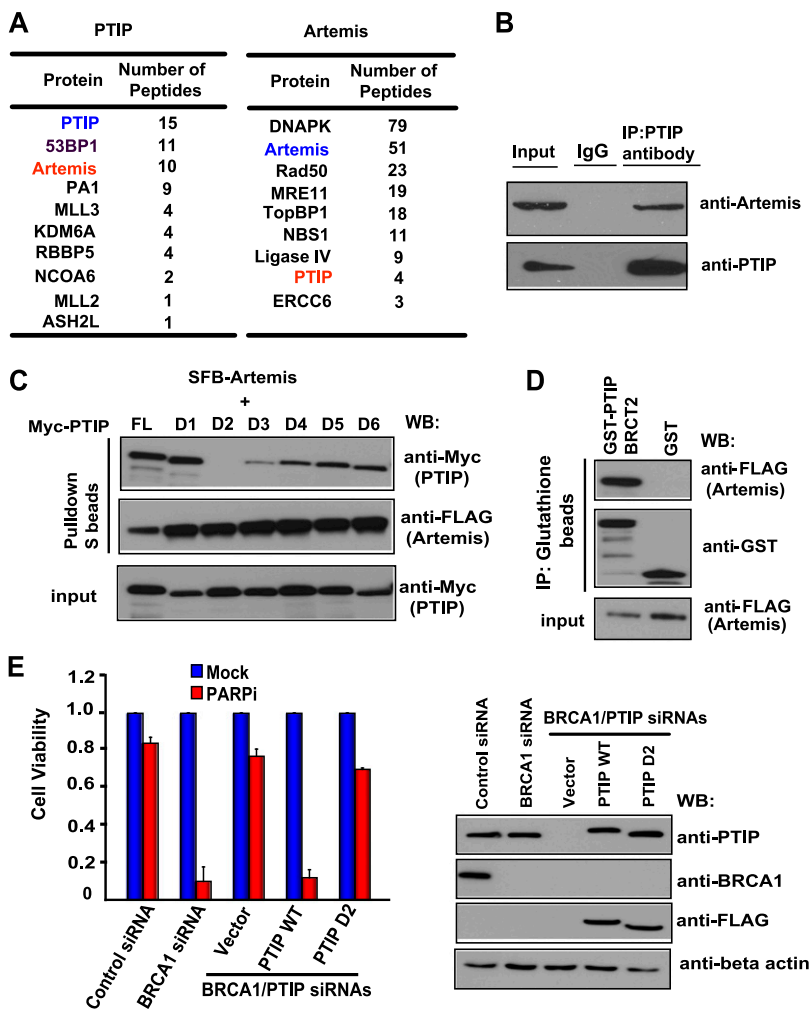 A
PTIP
Artemis
Protein
Number of
Peptides
PTIP 15
53BP1 11
Artemis 10
PA1 9
MLL3 4
KDM6A 4
RBBP5 4
NCOA6 2
MLL2 1
ASH2L 1
Protein
Number of
Peptides
DNAPK 79
Artemis 51
Rad50 23
MRE11 19
TopBP1 18
NBS1 11
Ligase IV 9
PTIP 4
ERCC6 3
B
Input
IgG
IP:PTIP
antibody
anti-Artemis
anti-PTIP
C
SFB-Artemis
+
Myc-PTIP FL D1 D2 D3 D4 D5 D6 WB:
Pulldown
S beads
anti-Myc
(PTIP)
anti-FLAG
(Artemis)
input
anti-Myc
(PTIP)
D
GST-PTIP
BRCT2
GST
WB:
IP: Glutathione
beads
anti-FLAG
(Artemis)
anti-GST
input
anti-FLAG
(Artemis)
E
Mock
PARPi
Cell Viability
1.2
1.0
0.8
0.6
0.4
0.2
0
Control siRNA
BRCA1 siRNA
Vector
PTIP WT
PTIP D2
BRCA1/PTIP siRNAs
Control siRNA
BRCA1 siRNA
BRCA1/PTIP siRNAs
Vector
PTIP WT
PTIP D2
WB:
anti-PTIP
anti-BRCA1
anti-FLAG
anti-beta actin